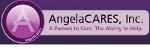 AngelaCARES, Inc.
A Passion to Care. The Ability to Help.